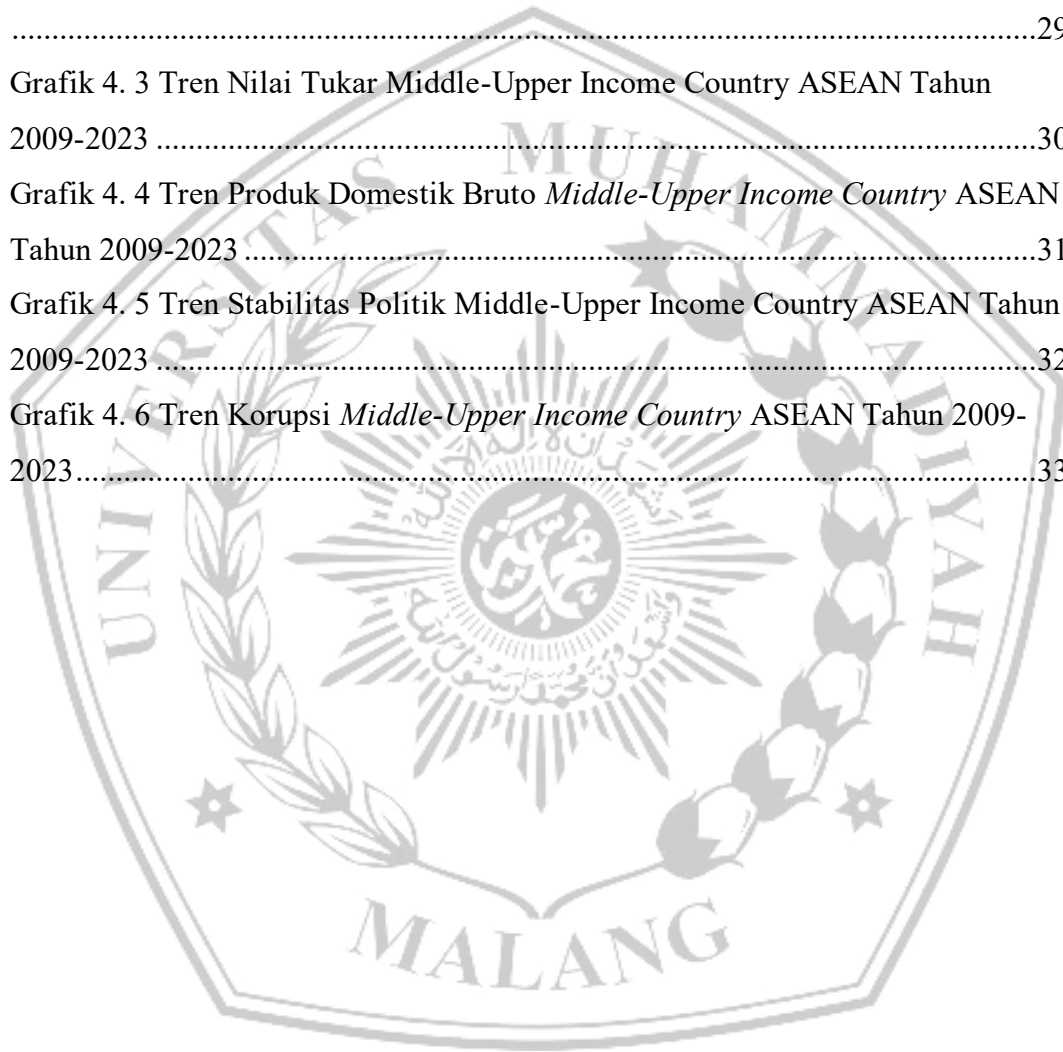 ................................................................................................................................29
Grafik 4. 3 Tren Nilai Tukar Middle-Upper Income Country ASEAN Tahun
2009-2023 ..............................................................................................................30
Grafik 4. 4 Tren Produk Domestik Bruto Middle-Upper Income Country ASEAN
Tahun 2009-2023 ...................................................................................................31
Grafik 4. 5 Tren Stabilitas Politik Middle-Upper Income Country ASEAN Tahun
2009-2023 ..............................................................................................................32
Grafik 4. 6 Tren Korupsi Middle-Upper Income Country ASEAN Tahun 2009-
2023........................................................................................................................33
UNIVERSITAS MUHAMMADIYAH
MALANG